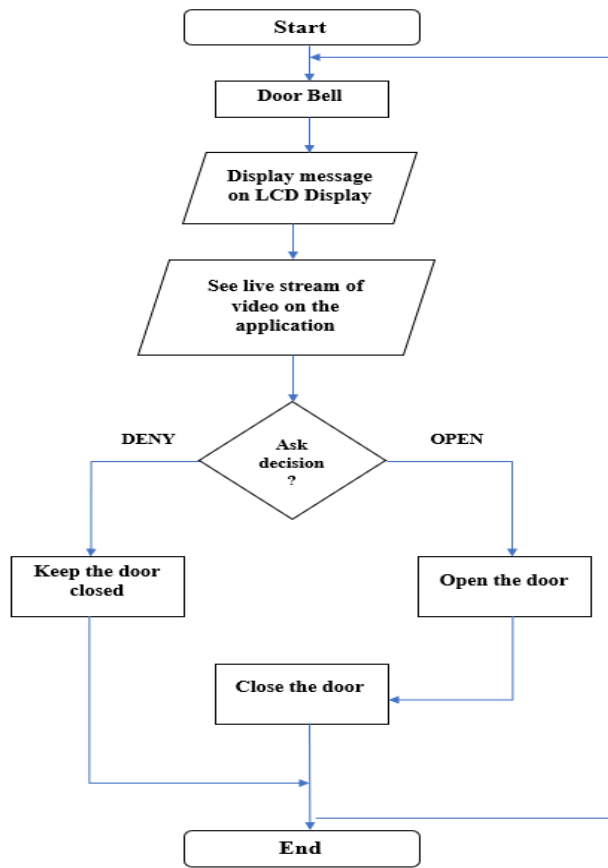 Start
Door Bell
Display message
on LCD Display
See live stream of
video on the
application
DENY
Ask
decision
?
OPEN
Keep the door
closed
Open the door
Close the door
End